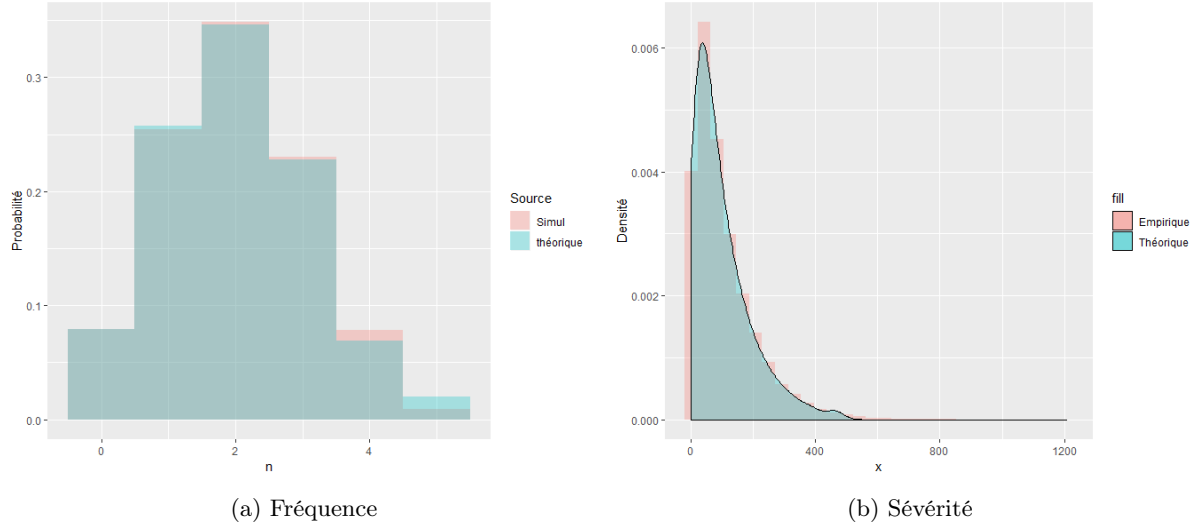 0.3
0.2
0.1
0.0
Probabilité
0
2
4
n
Source
Simul
théorique
(a) Fréquence
0.006
0.004
0.002
0.000
Densité
0
400
800
1200
x
fill
Empirique
Théorique
(b) Sévérité